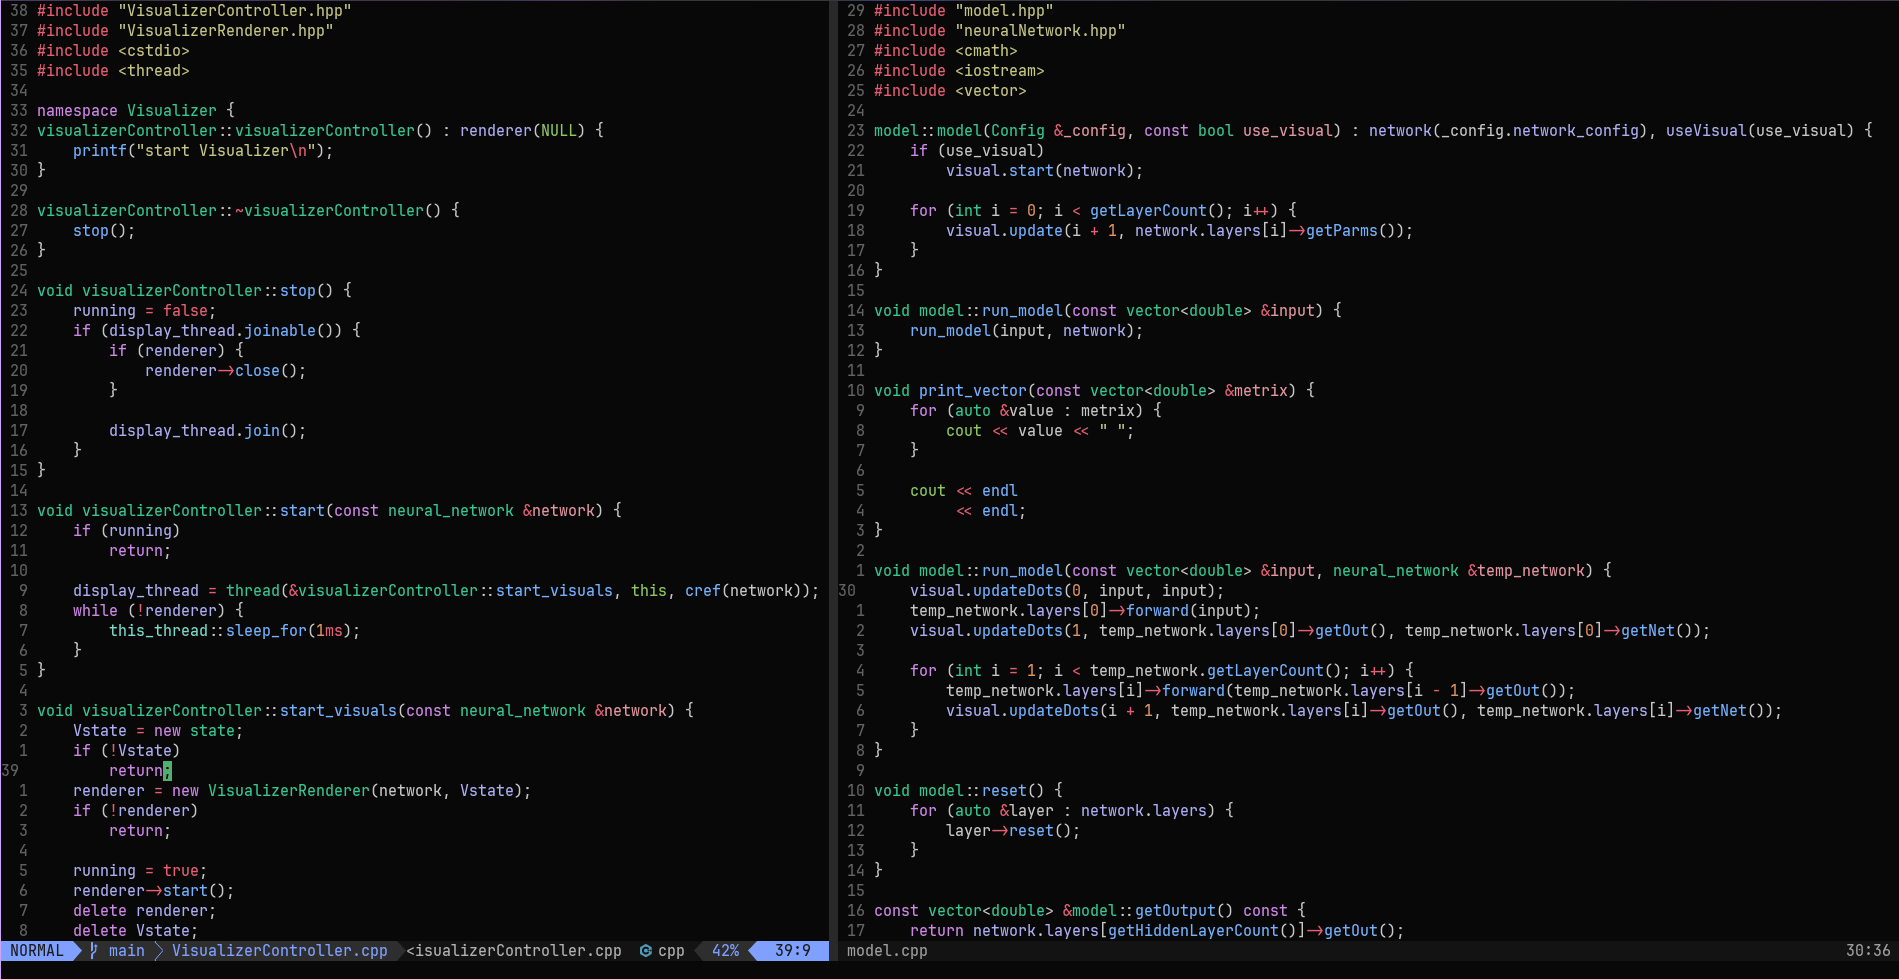 38 #include "VisualizerController.hpp"
37 #include "VisualizerRenderer.hpp"
36 #include <cstdio>
35 #include <thread>
34
33 namespace Visualizer {
32 visualizerController::visualizerController() : renderer(NULL) {
31     printf("start Visualizer\n");
30 }
29
28 visualizerController::~visualizerController() {
27     stop();
26 }
25
24 void visualizerController::stop() {
23     running = false;
22     if (display_thread.joinable()) {
21         if (renderer) {
20             renderer->close();
19         }
18
17         display_thread.join();
16     }
15 }
14
13 void visualizerController::start(const neural_network &network) {
12     if (running)
11         return;
10
9     display_thread = thread(&visualizerController::start_visuals, this, cref(network));
8     while (!renderer) {
7         this_thread::sleep_for(1ms);
6     }
5 }
4
3 void visualizerController::start_visuals(const neural_network &network) {
2     Vstate = new state;
1     if (!Vstate)
39         return;
1     renderer = new VisualizerRenderer(network, Vstate);
2     if (!renderer)
3         return;
4
5     running = true;
6     renderer->start();
7     delete renderer;
8     delete Vstate;
NORMAL main VisualizerController.cpp <isualizerController.cpp cpp 42% 39:9
29 #include "model.hpp"
28 #include "neuralNetwork.hpp"
27 #include <cmath>
26 #include <iostream>
25 #include <vector>
24
23 model::model(Config &_config, const bool use_visual) : network(_config.network_config), useVisual(use_visual) {
22     if (use_visual)
21         visual.start(network);
20
19     for (int i = 0; i < getLayerCount(); i++) {
18         visual.update(i + 1, network.layers[i]->getParms());
17     }
16 }
15
14 void model::run_model(const vector<double> &input) {
13     run_model(input, network);
12 }
11
10 void print_vector(const vector<double> &metrix) {
9     for (auto &value : metrix) {
8         cout << value << " ";
7     }
6
5     cout << endl
4          << endl;
3 }
2
1 void model::run_model(const vector<double> &input, neural_network &temp_network) {
30     visual.updateDots(0, input, input);
1     temp_network.layers[0]->forward(input);
2     visual.updateDots(1, temp_network.layers[0]->getOut(), temp_network.layers[0]->getNet());
3
4     for (int i = 1; i < temp_network.getLayerCount(); i++) {
5         temp_network.layers[i]->forward(temp_network.layers[i - 1]->getOut());
6         visual.updateDots(i + 1, temp_network.layers[i]->getOut(), temp_network.layers[i]->getNet());
7     }
8 }
9
10 void model::reset() {
11     for (auto &layer : network.layers) {
12         layer->reset();
13     }
14 }
15
16 const vector<double> &model::getOutput() const {
17     return network.layers[getHiddenLayerCount()]->getOut();
model.cpp 30:36